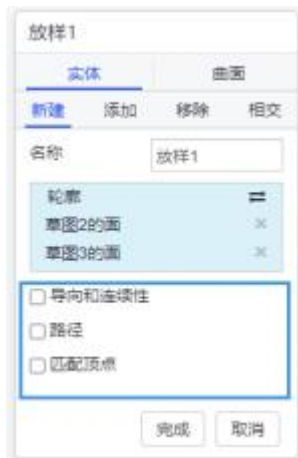 放样1
实体 曲面
新建 添加 移除 相交
名称 放样1
轮廓
草图2的面
草图3的面
导向和连续性
路径
匹配顶点
完成 取消